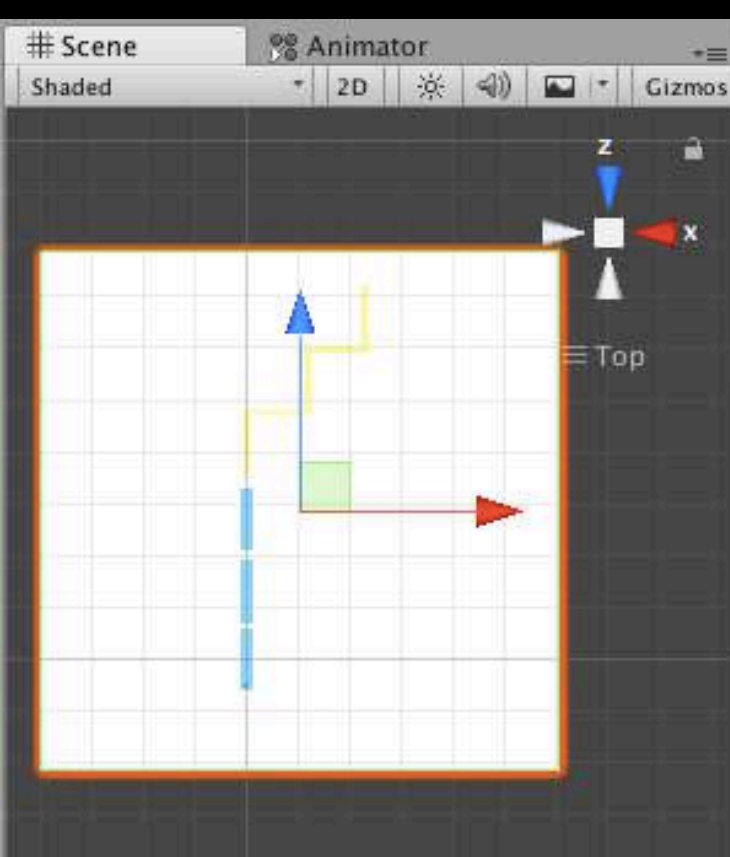 Scene
Animator
Shaded
2D
Gizmos
z
x
Top